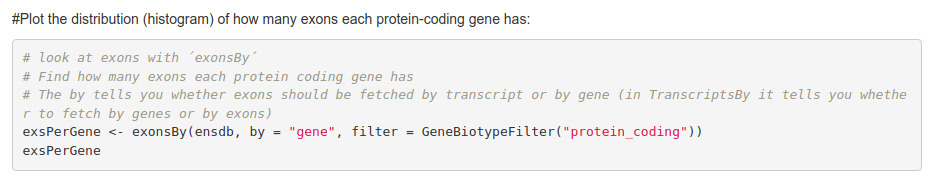 #Plot the distribution (histogram) of how many exons each protein-coding gene has:
# look at exons with ´exonsBy´
# Find how many exons each protein coding gene has
# The by tells you whether exons should be fetched by transcript or by gene (in TranscriptsBy it tells you whethe
r to fetch by genes or by exons)
exsPerGene <- exonsBy(ensdb, by = "gene", filter = GeneBiotypeFilter("protein_coding"))
exsPerGene